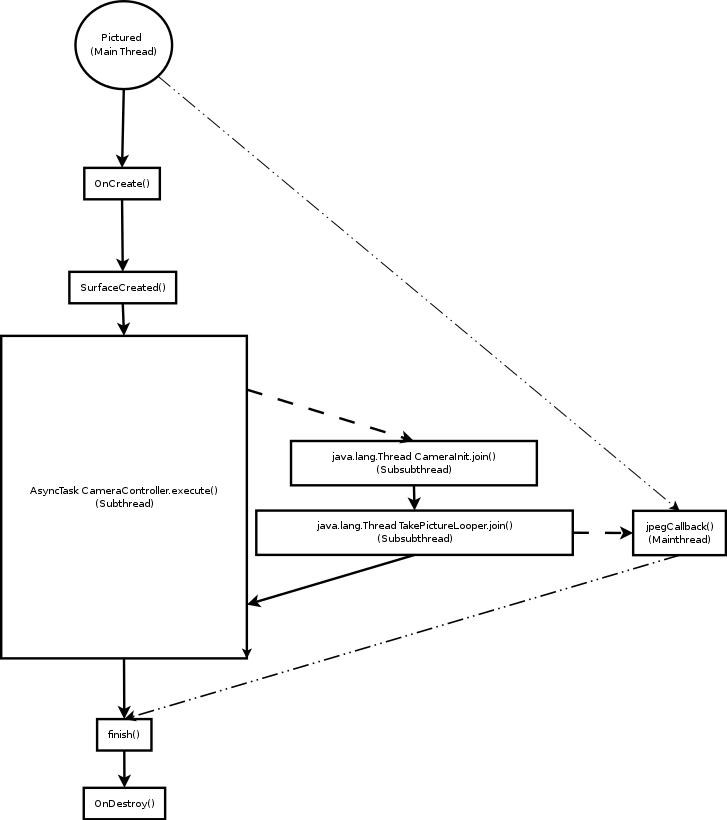 Pictured
(Main Thread)
OnCreate()
SurfaceCreated()
java.lang.Thread CameraInit.join()
(Subsubthread)
AsyncTask CameraController.execute()
(Subthread)
java.lang.Thread TakePictureLooper.join()
(Subsubthread)
jpegCallback()
(Mainthread)
finish()
OnDestroy()